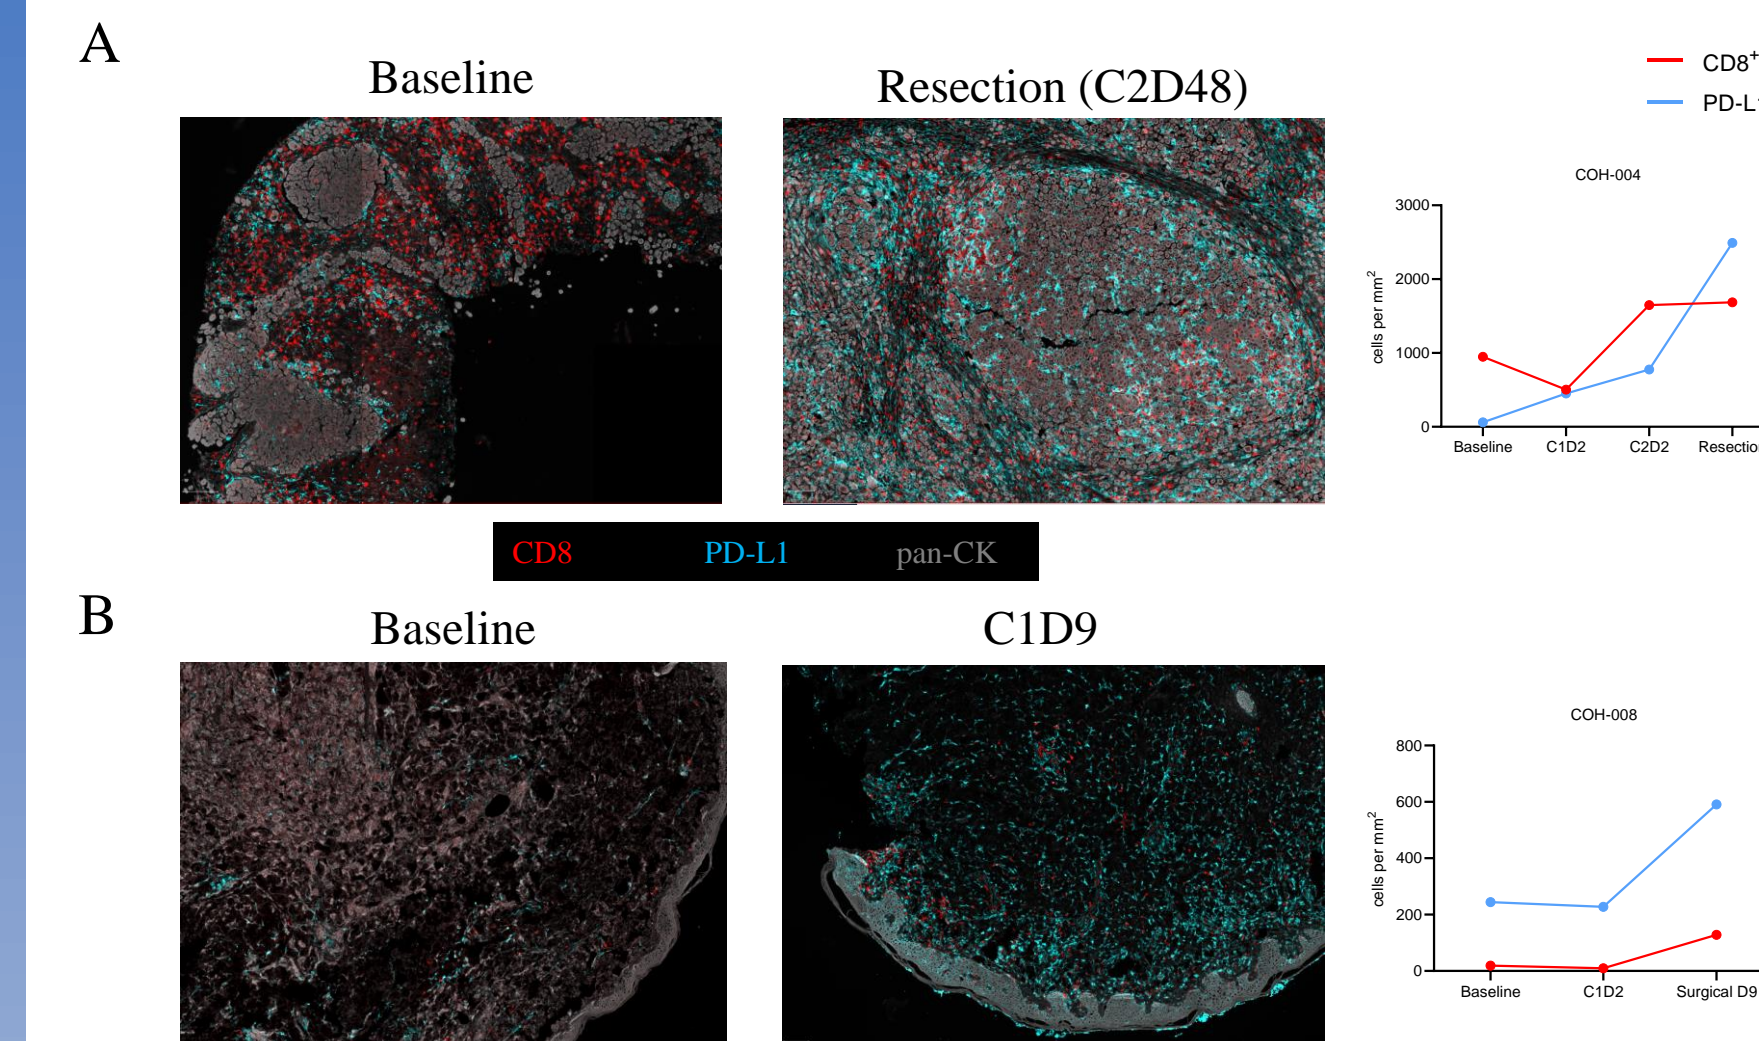 A
Baseline
Resection (C2D48)
CD8+
PD-L1
COH-004
3000
2000
1000
0
cells per mm2
Baseline C1D2 C2D2 Resection
CD8 PD-L1 pan-CK
B
Baseline
C1D9
COH-008
800
600
400
200
0
cells per mm2
Baseline C1D2 Surgical D9